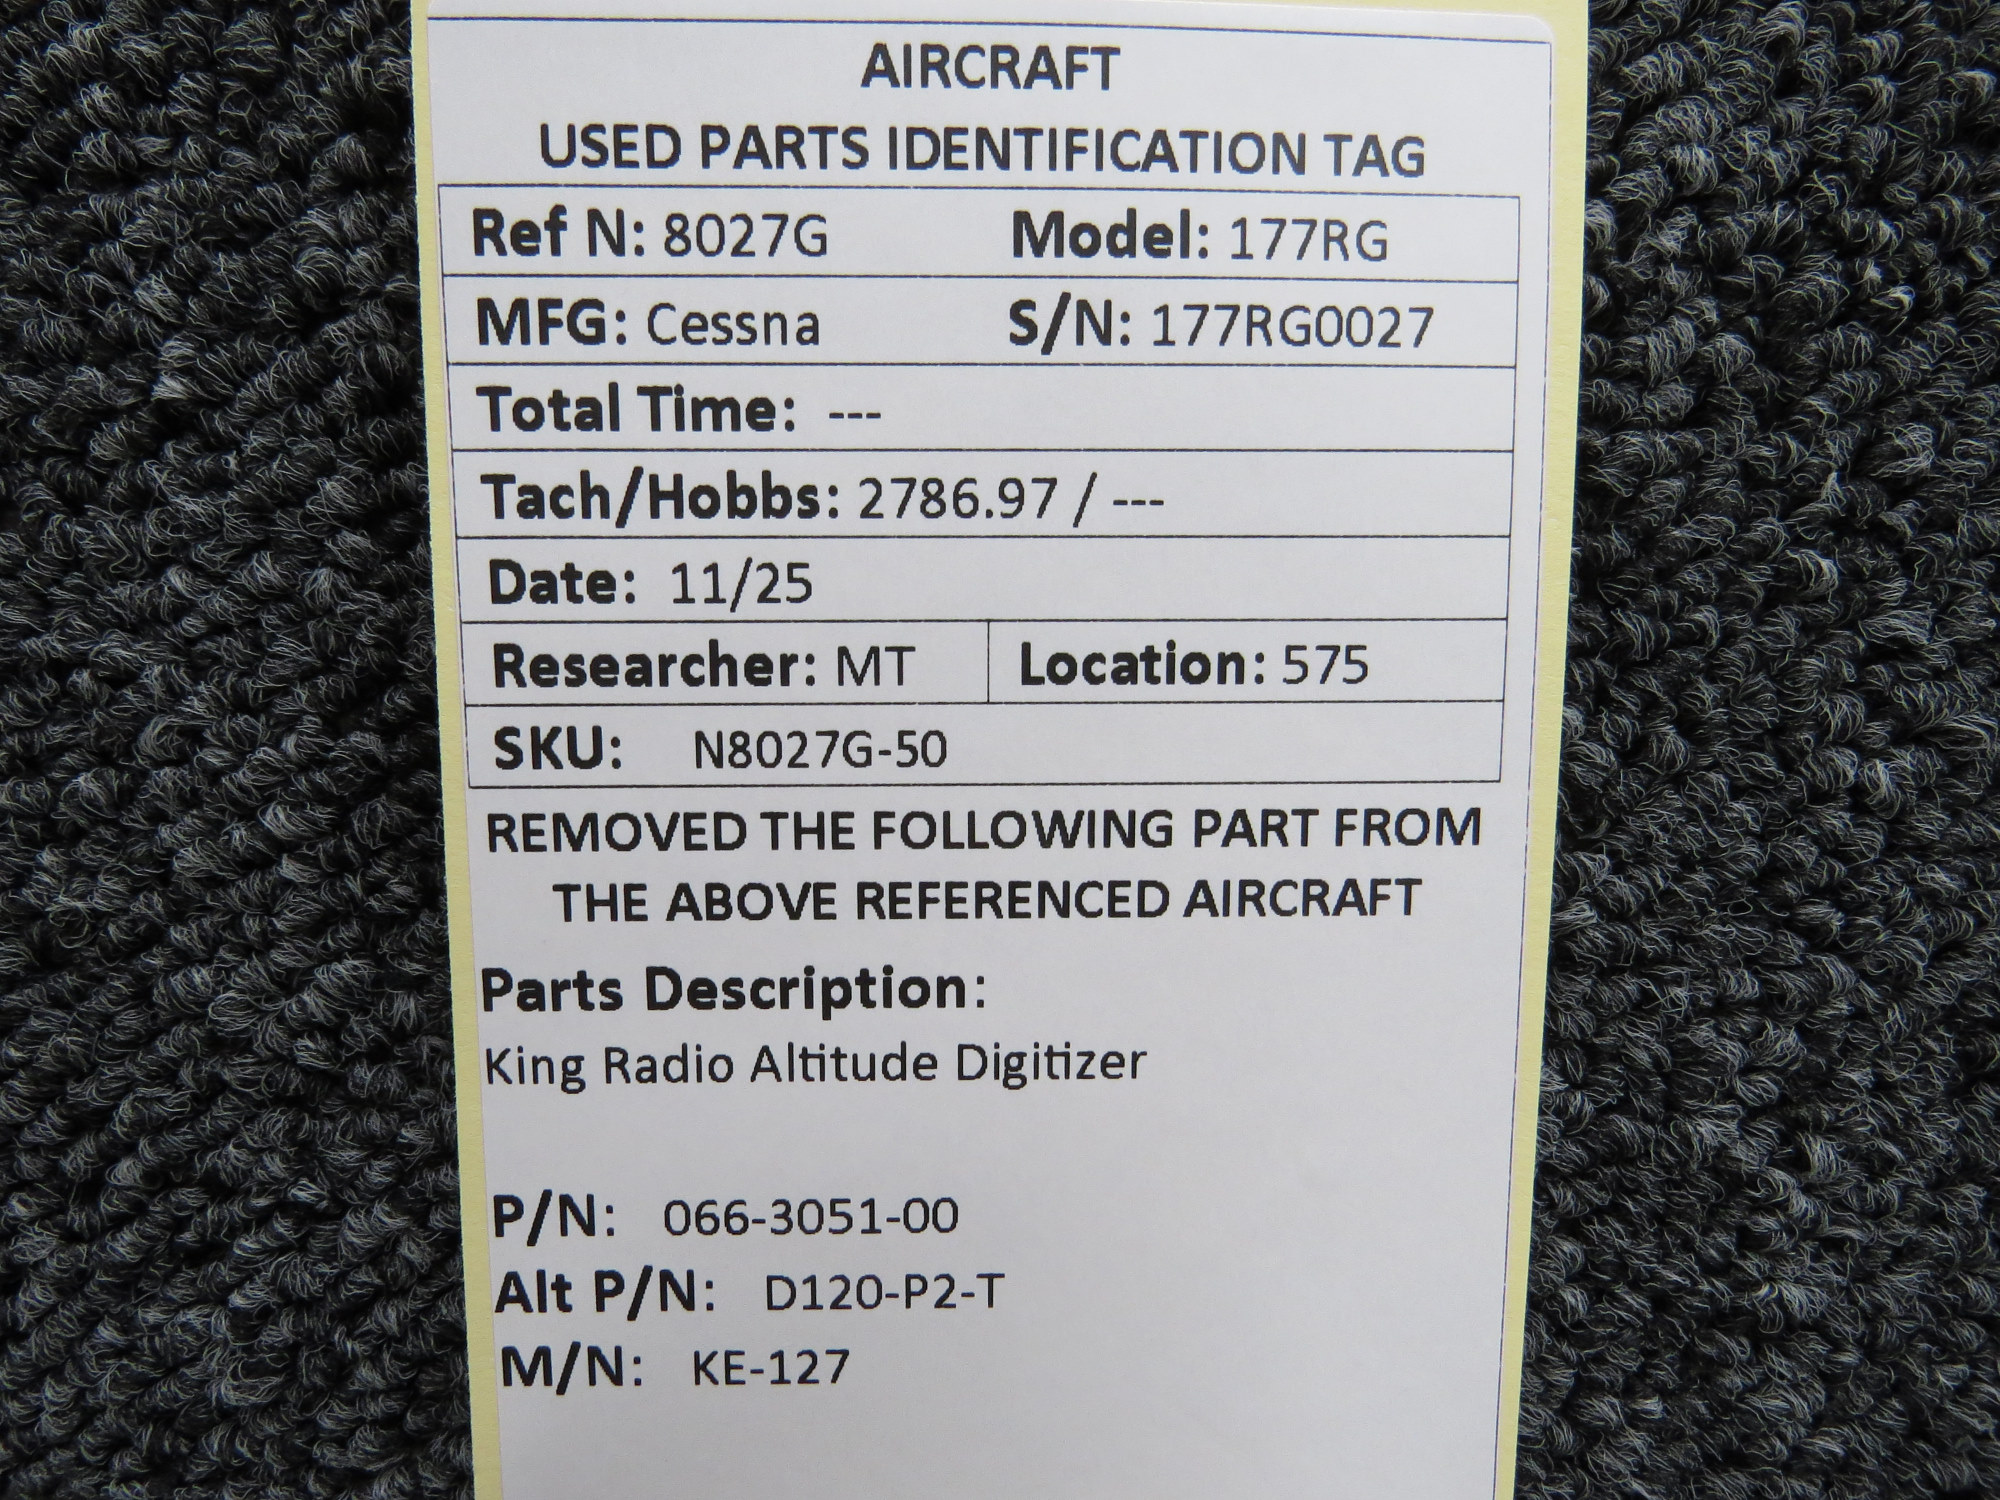 AIRCRAFT
USED PARTS IDENTIFICATION TAG
Ref N: 8027G Model: 177RG
MFG: Cessna S/N: 177RG0027
Total Time: ---
Tach/Hobbs: 2786.97 / ---
Date: 11/25
Researcher: MT Location: 575
SKU: N8027G-50
REMOVED THE FOLLOWING PART FROM
THE ABOVE REFERENCED AIRCRAFT
Parts Description:
King Radio Altitude Digitizer
P/N: 066-3051-00
Alt P/N: D120-P2-T
M/N: KE-127